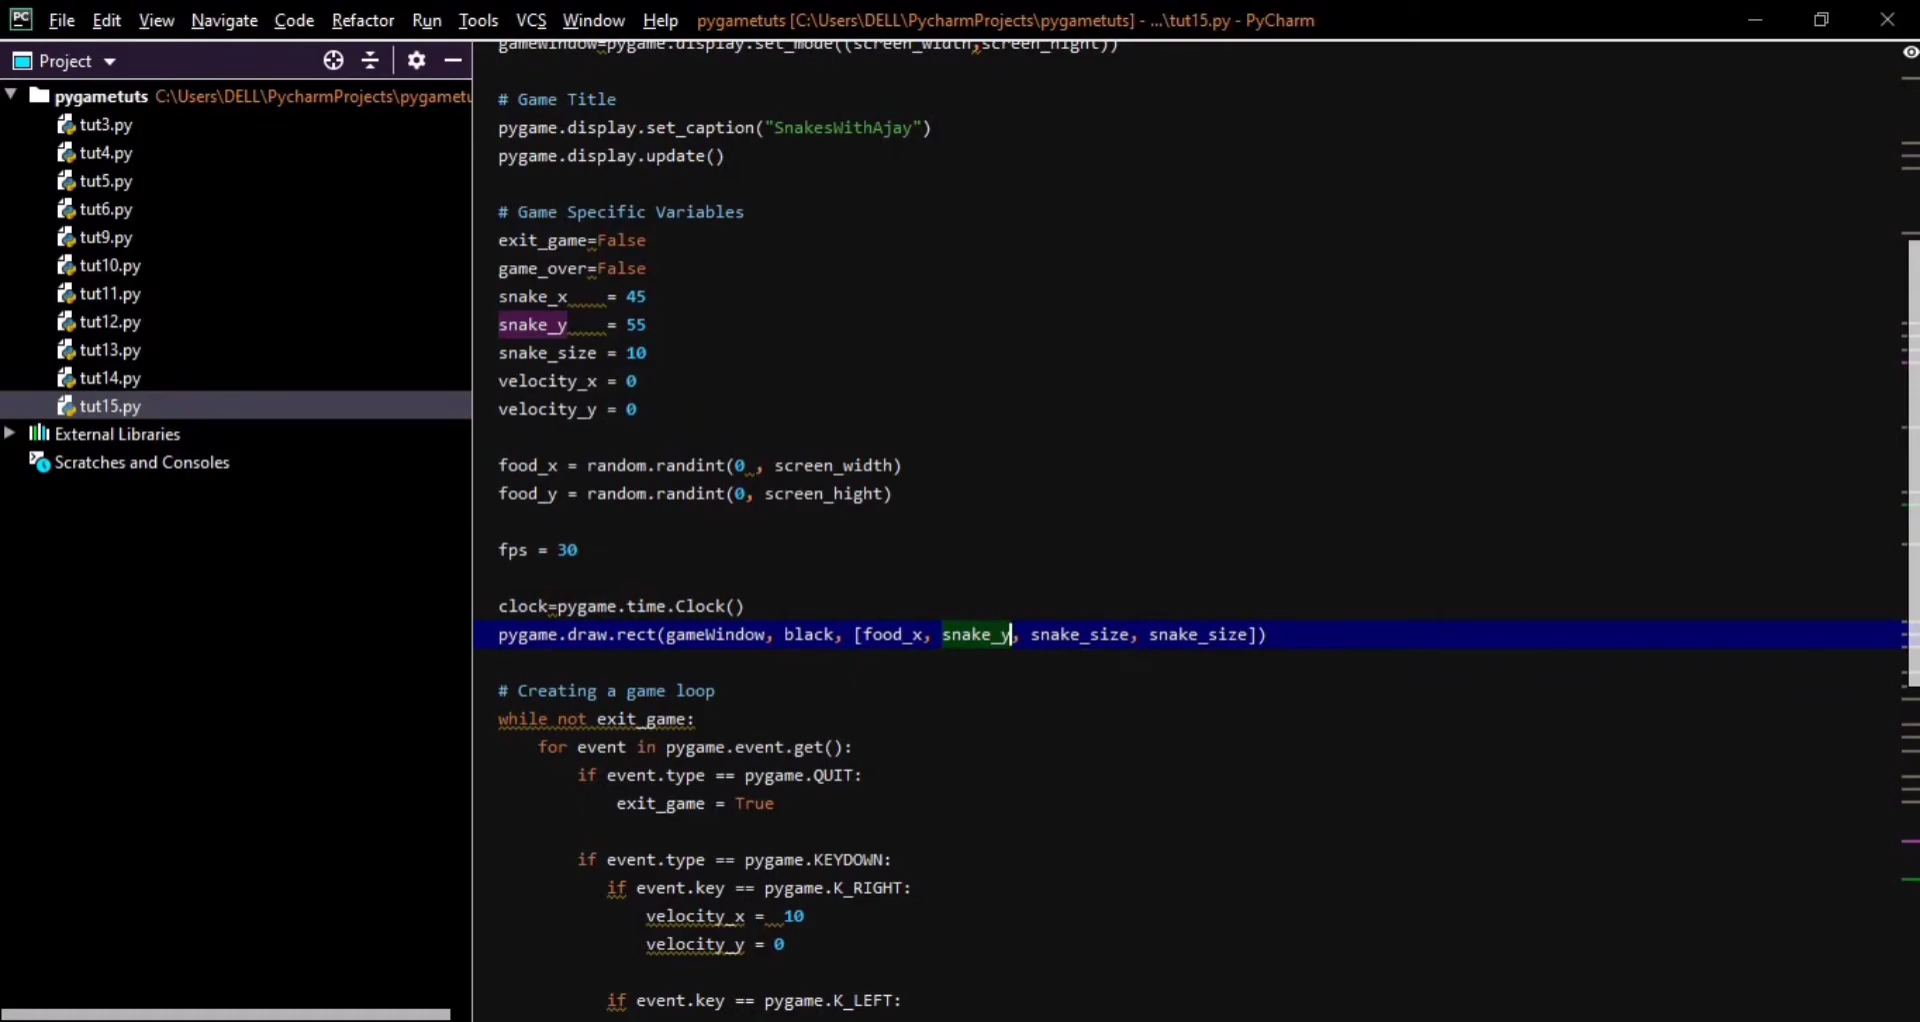 PC File Edit View Navigate Code Refactor Run Tools VCS Window Help pygametuts [C:\Users\DELL\PycharmProjects\pygametuts] - ...\tut15.py - PyCharm
Project
pygametuts C:\Users\DELL\PycharmProjects\pygametu
tut3.py
tut4.py
tut5.py
tut6.py
tut9.py
tut10.py
tut11.py
tut12.py
tut13.py
tut14.py
tut15.py
External Libraries
Scratches and Consoles
gameWindow=pygame.display.set_mode((screen_width,screen_hight))
# Game Title
pygame.display.set_caption("SnakesWithAjay")
pygame.display.update()
# Game Specific Variables
exit_game=False
game_over=False
snake_x    = 45
snake_y    = 55
snake_size = 10
velocity_x = 0
velocity_y = 0
food_x = random.randint(0 , screen_width)
food_y = random.randint(0, screen_hight)
fps = 30
clock=pygame.time.Clock()
pygame.draw.rect(gameWindow, black, [food_x, snake_y, snake_size, snake_size])
# Creating a game loop
while not exit_game:
    for event in pygame.event.get():
        if event.type == pygame.QUIT:
            exit_game = True
        if event.type == pygame.KEYDOWN:
           if event.key == pygame.K_RIGHT:
               velocity_x =  10
               velocity_y = 0
           if event.key == pygame.K_LEFT: